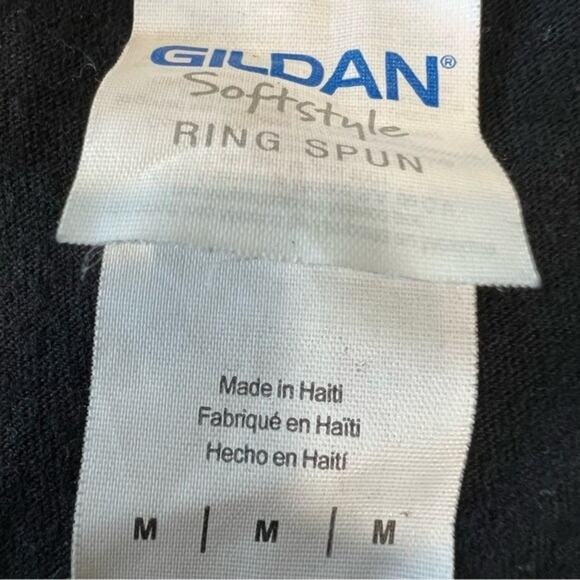 GILDAN®
Softstyle
RING SPUN
Made in Haiti
Fabriqué en Haïti
Hecho en Haití
M | M | M